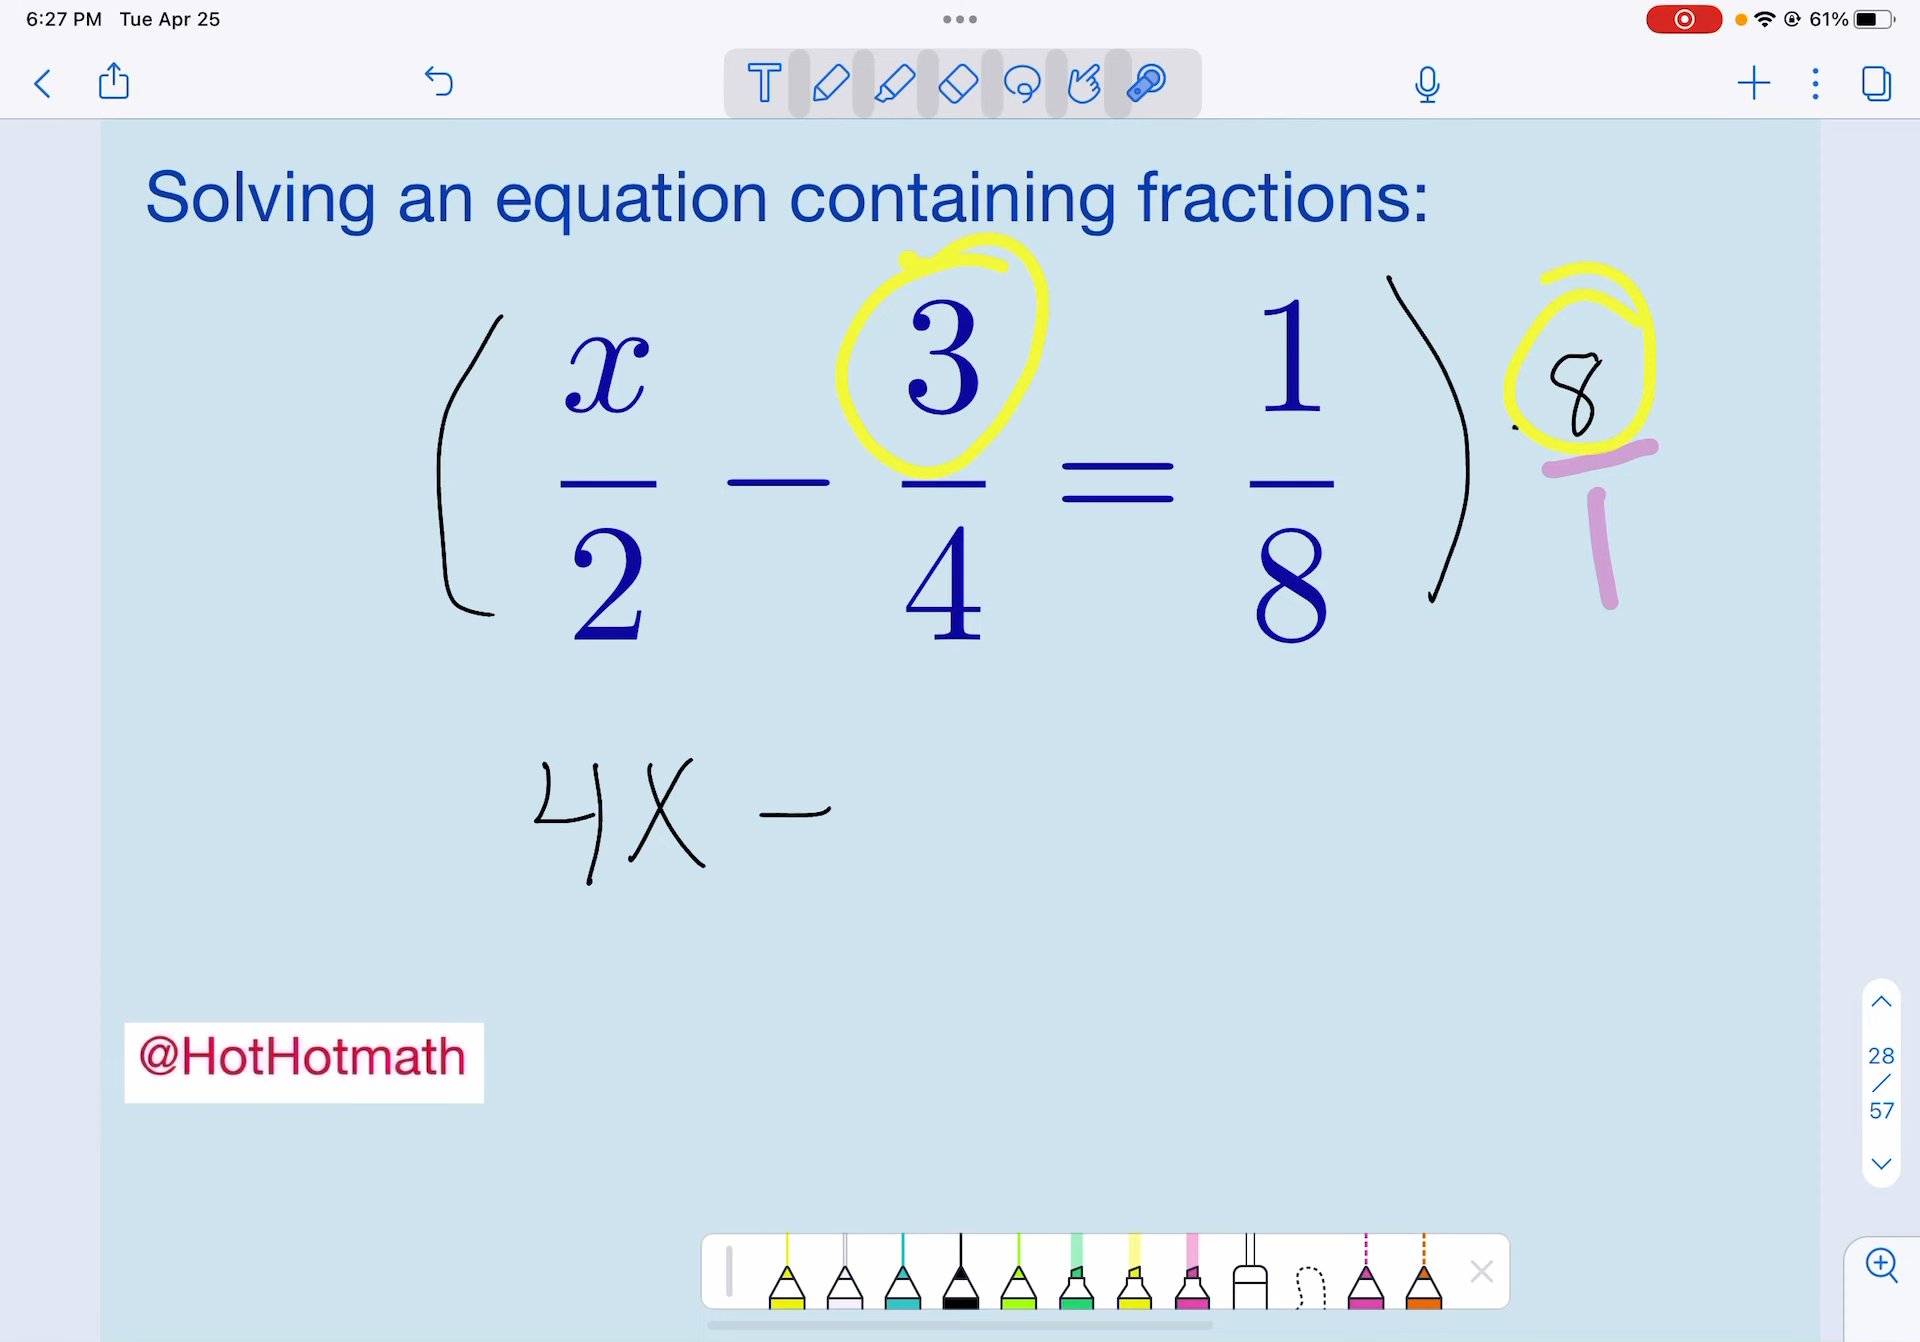 6:27 PM Tue Apr 25
61%
T
Solving an equation containing fractions:
( x/2 − 3/4 = 1/8 ) · 8/1
4X −
@HotHotmath
28
/
57